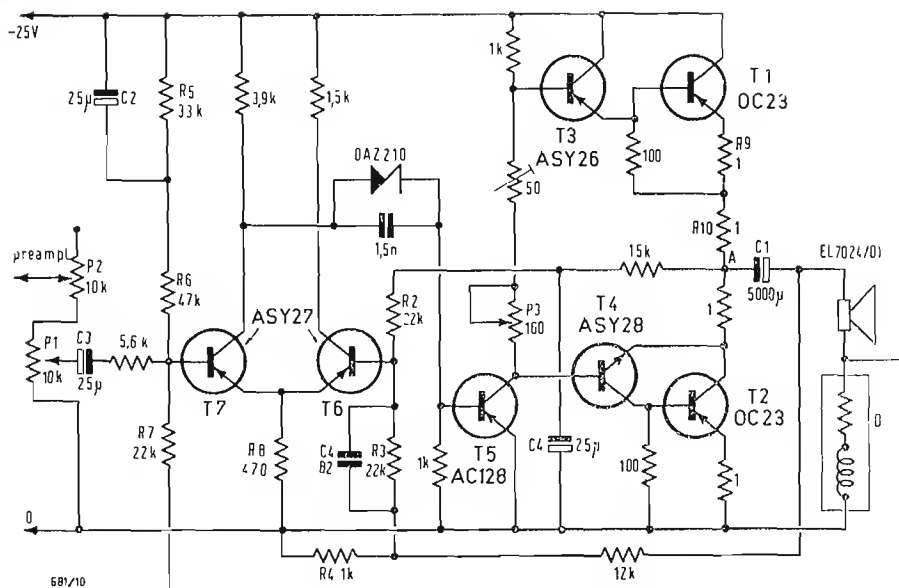 -25V
25µ
C2
R5
33k
3,9k
1,5k
1k
T3
ASY26
T1
OC23
100
R9
1
OAZ210
1,5n
50
R10
1
preampl
P2
10k
R6
47k
15k
A
C1
5000µ
EL7024/01
P1
10k
C3
25µ
5,6k
ASY27
R2
22k
P3
160
T4
ASY28
1
T7
T6
T2
OC23
R7
22k
R8
470
C4
82
R3
22k
1k
T5
AC128
C4
25µ
100
1
0
R4 1k
12k
681/10